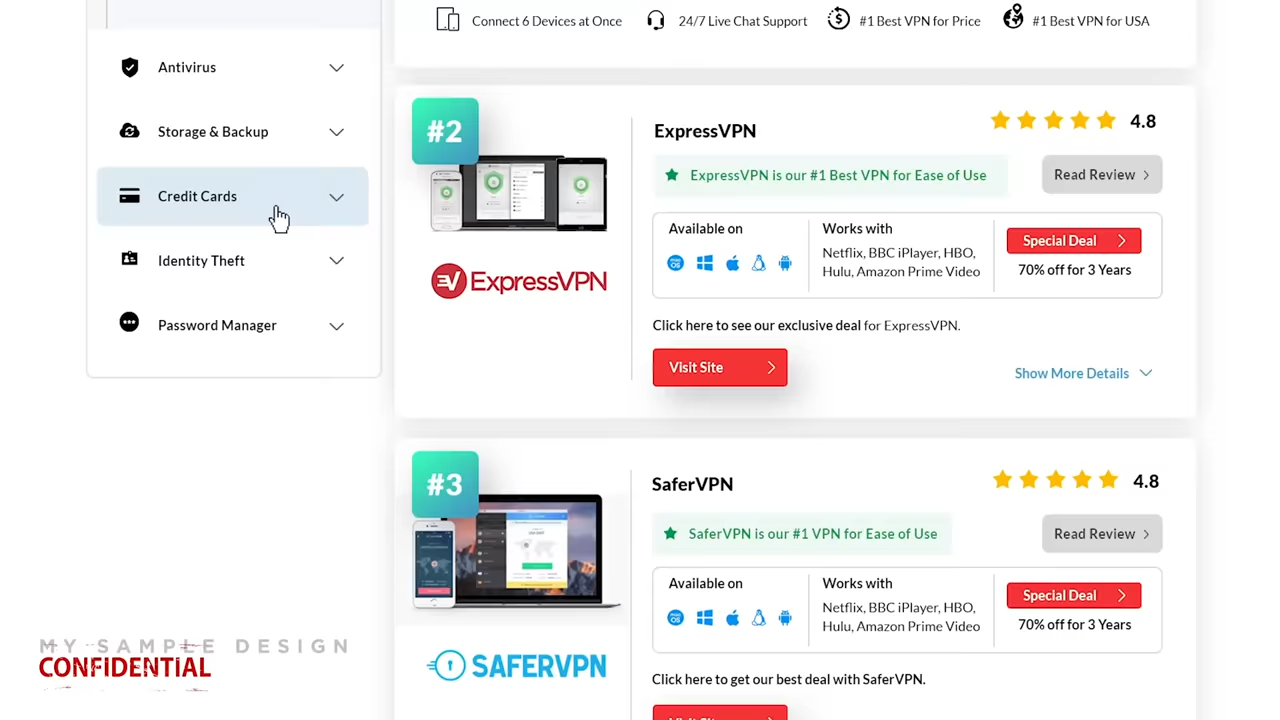 Connect 6 Devices at Once
24/7 Live Chat Support
#1 Best VPN for Price
#1 Best VPN for USA
Antivirus
Storage & Backup
Credit Cards
Identity Theft
Password Manager
#2
ExpressVPN
ExpressVPN
4.8
ExpressVPN is our #1 Best VPN for Ease of Use
Read Review
Available on
Works with
Netflix, BBC iPlayer, HBO,
Hulu, Amazon Prime Video
Special Deal
70% off for 3 Years
Click here to see our exclusive deal for ExpressVPN.
Visit Site
Show More Details
#3
SAFERVPN
SaferVPN
4.8
SaferVPN is our #1 VPN for Ease of Use
Read Review
Available on
Works with
Netflix, BBC iPlayer, HBO,
Hulu, Amazon Prime Video
Special Deal
70% off for 3 Years
Click here to get our best deal with SaferVPN.
MY SAMPLE DESIGN
CONFIDENTIAL